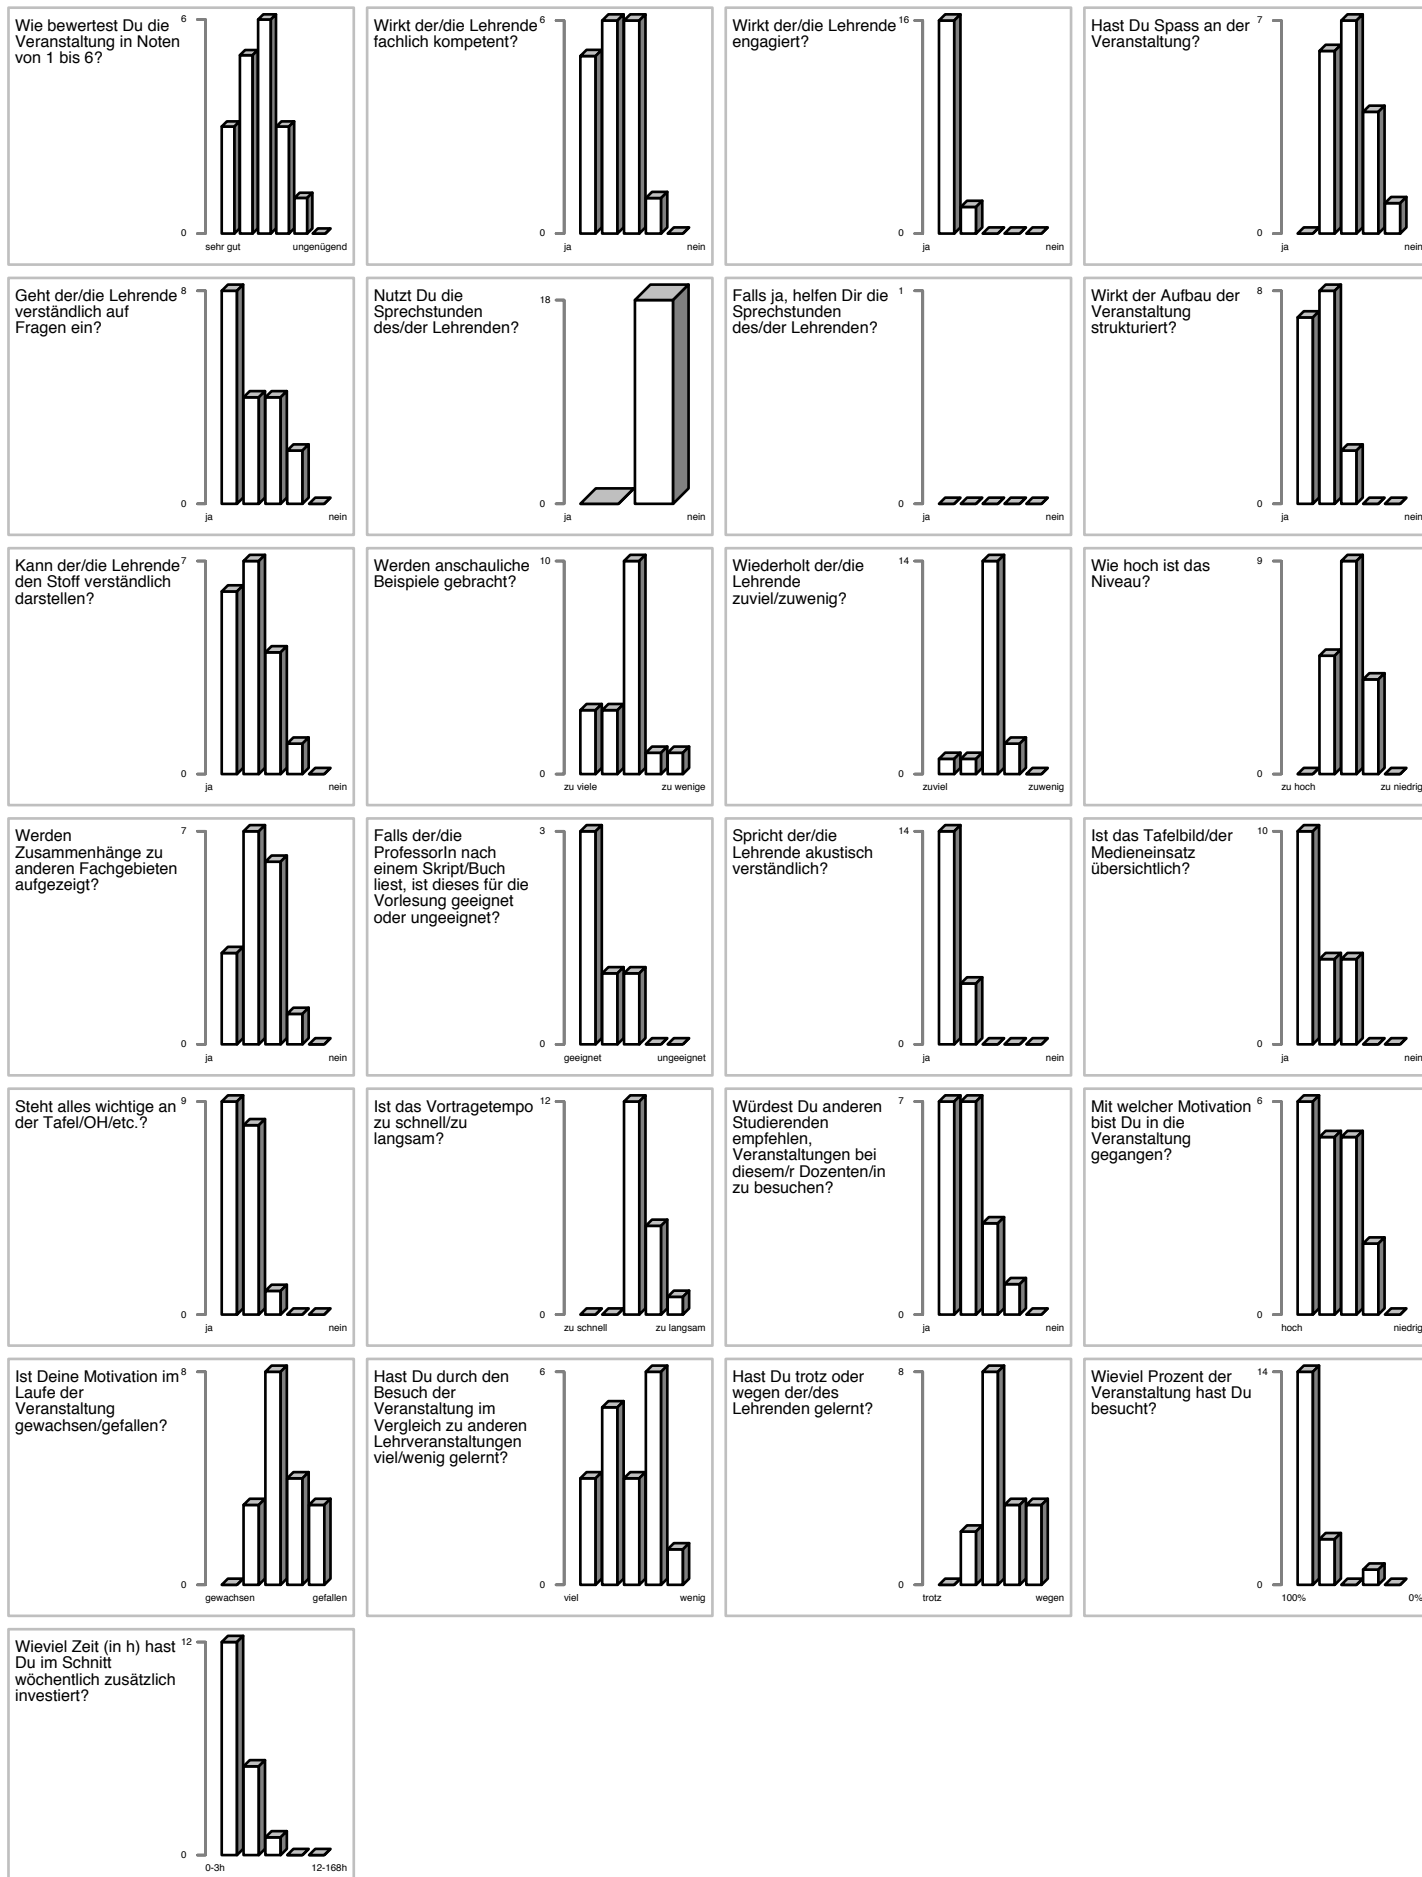 Wie bewertest Du die
Veranstaltung in Noten
von 1 bis 6?
6
0
sehr gut
ungenügend
Wirkt der/die Lehrende
fachlich kompetent?
6
0
ja
nein
Wirkt der/die Lehrende
engagiert?
16
0
ja
nein
Hast Du Spass an der
Veranstaltung?
7
0
ja
nein
Geht der/die Lehrende
verständlich auf
Fragen ein?
8
0
ja
nein
Nutzt Du die
Sprechstunden
des/der Lehrenden?
18
0
ja
nein
Falls ja, helfen Dir die
Sprechstunden
des/der Lehrenden?
1
0
ja
nein
Wirkt der Aufbau der
Veranstaltung
strukturiert?
8
0
ja
nein
Kann der/die Lehrende
den Stoff verständlich
darstellen?
7
0
ja
nein
Werden anschauliche
Beispiele gebracht?
10
0
zu viele
zu wenige
Wiederholt der/die
Lehrende
zuviel/zuwenig?
14
0
zuviel
zuwenig
Wie hoch ist das
Niveau?
9
0
zu hoch
zu niedrig
Werden
Zusammenhänge zu
anderen Fachgebieten
aufgezeigt?
7
0
ja
nein
Falls der/die
ProfessorIn nach
einem Skript/Buch
liest, ist dieses für die
Vorlesung geeignet
oder ungeeignet?
3
0
geeignet
ungeeignet
Spricht der/die
Lehrende akustisch
verständlich?
14
0
ja
nein
Ist das Tafelbild/der
Medieneinsatz
übersichtlich?
10
0
ja
nein
Steht alles wichtige an
der Tafel/OH/etc.?
9
0
ja
nein
Ist das Vortragetempo
zu schnell/zu
langsam?
12
0
zu schnell
zu langsam
Würdest Du anderen
Studierenden
empfehlen,
Veranstaltungen bei
diesem/r Dozenten/in
zu besuchen?
7
0
ja
nein
Mit welcher Motivation
bist Du in die
Veranstaltung
gegangen?
6
0
hoch
niedrig
Ist Deine Motivation im
Laufe der
Veranstaltung
gewachsen/gefallen?
8
0
gewachsen
gefallen
Hast Du durch den
Besuch der
Veranstaltung im
Vergleich zu anderen
Lehrveranstaltungen
viel/wenig gelernt?
6
0
viel
wenig
Hast Du trotz oder
wegen der/des
Lehrenden gelernt?
8
0
trotz
wegen
Wieviel Prozent der
Veranstaltung hast Du
besucht?
14
0
100%
0%
Wieviel Zeit (in h) hast
Du im Schnitt
wöchentlich zusätzlich
investiert?
12
0
0-3h
12-168h